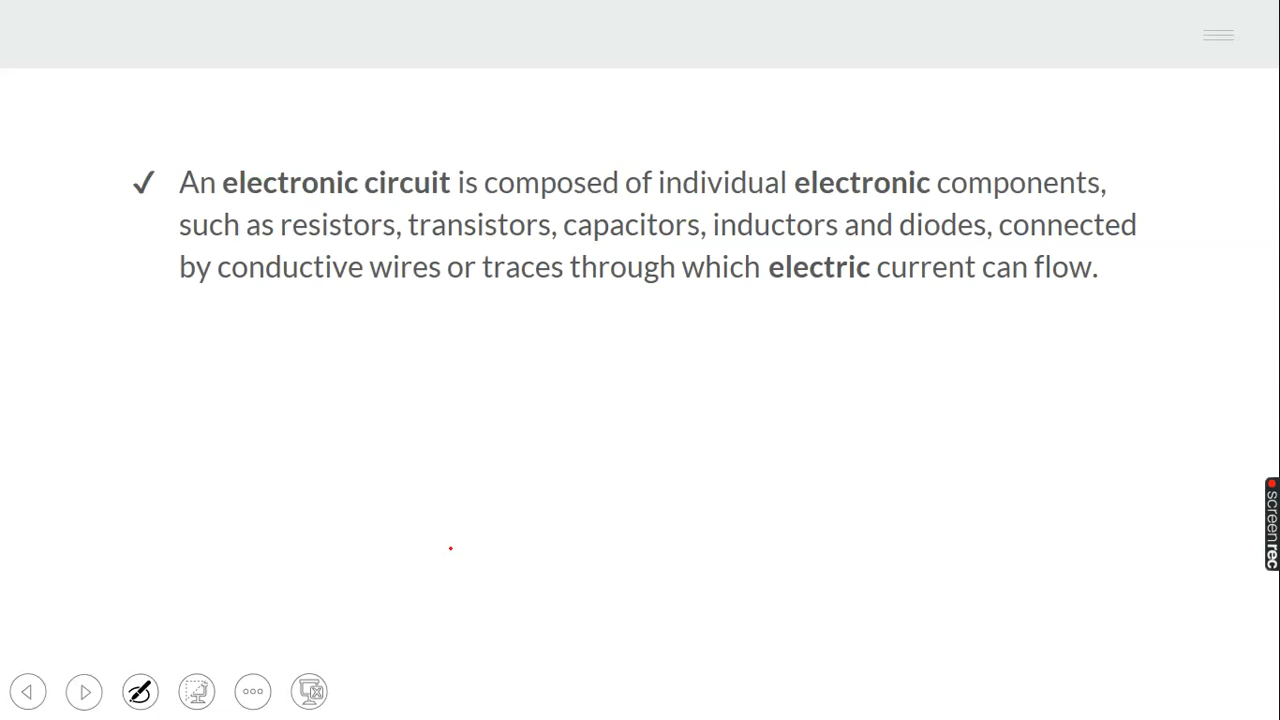 ✓ An electronic circuit is composed of individual electronic components,
such as resistors, transistors, capacitors, inductors and diodes, connected
by conductive wires or traces through which electric current can flow.
screenrec